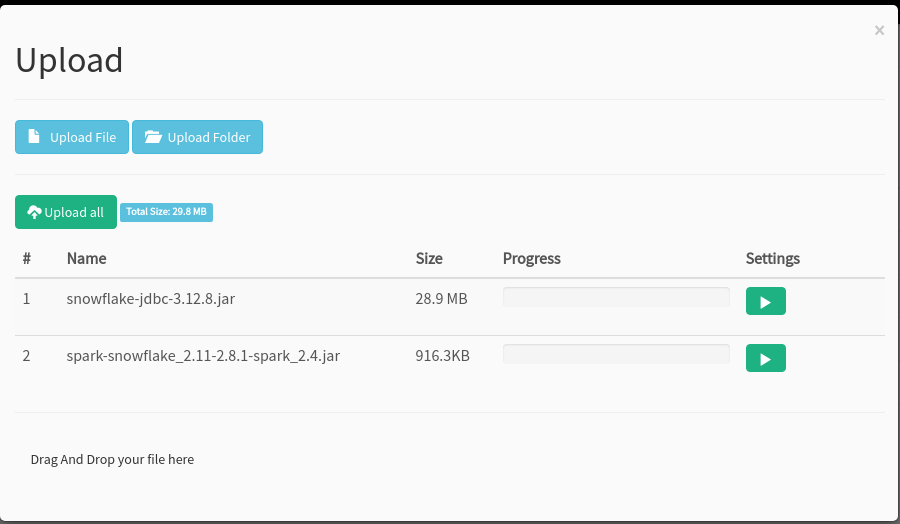 ×
Upload
Upload File Upload Folder
Upload all Total Size: 29.8 MB
# Name Size Progress Settings
1 snowflake-jdbc-3.12.8.jar 28.9 MB
2 spark-snowflake_2.11-2.8.1-spark_2.4.jar 916.3KB
Drag And Drop your file here